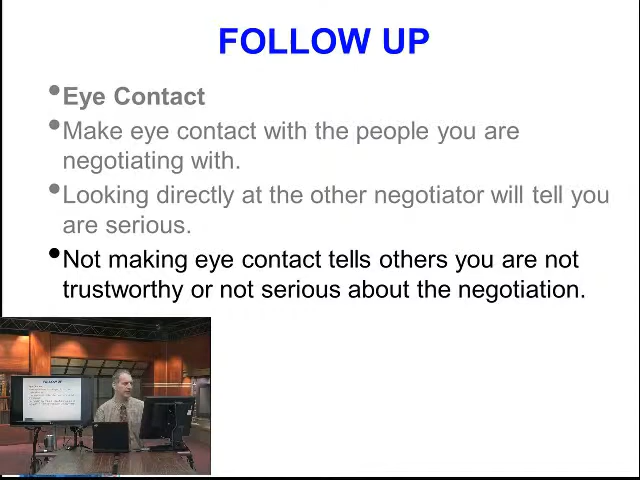 FOLLOW UP
•Eye Contact
•Make eye contact with the people you are
negotiating with.
•Looking directly at the other negotiator will tell you
are serious.
•Not making eye contact tells others you are not
trustworthy or not serious about the negotiation.
FOLLOW UP